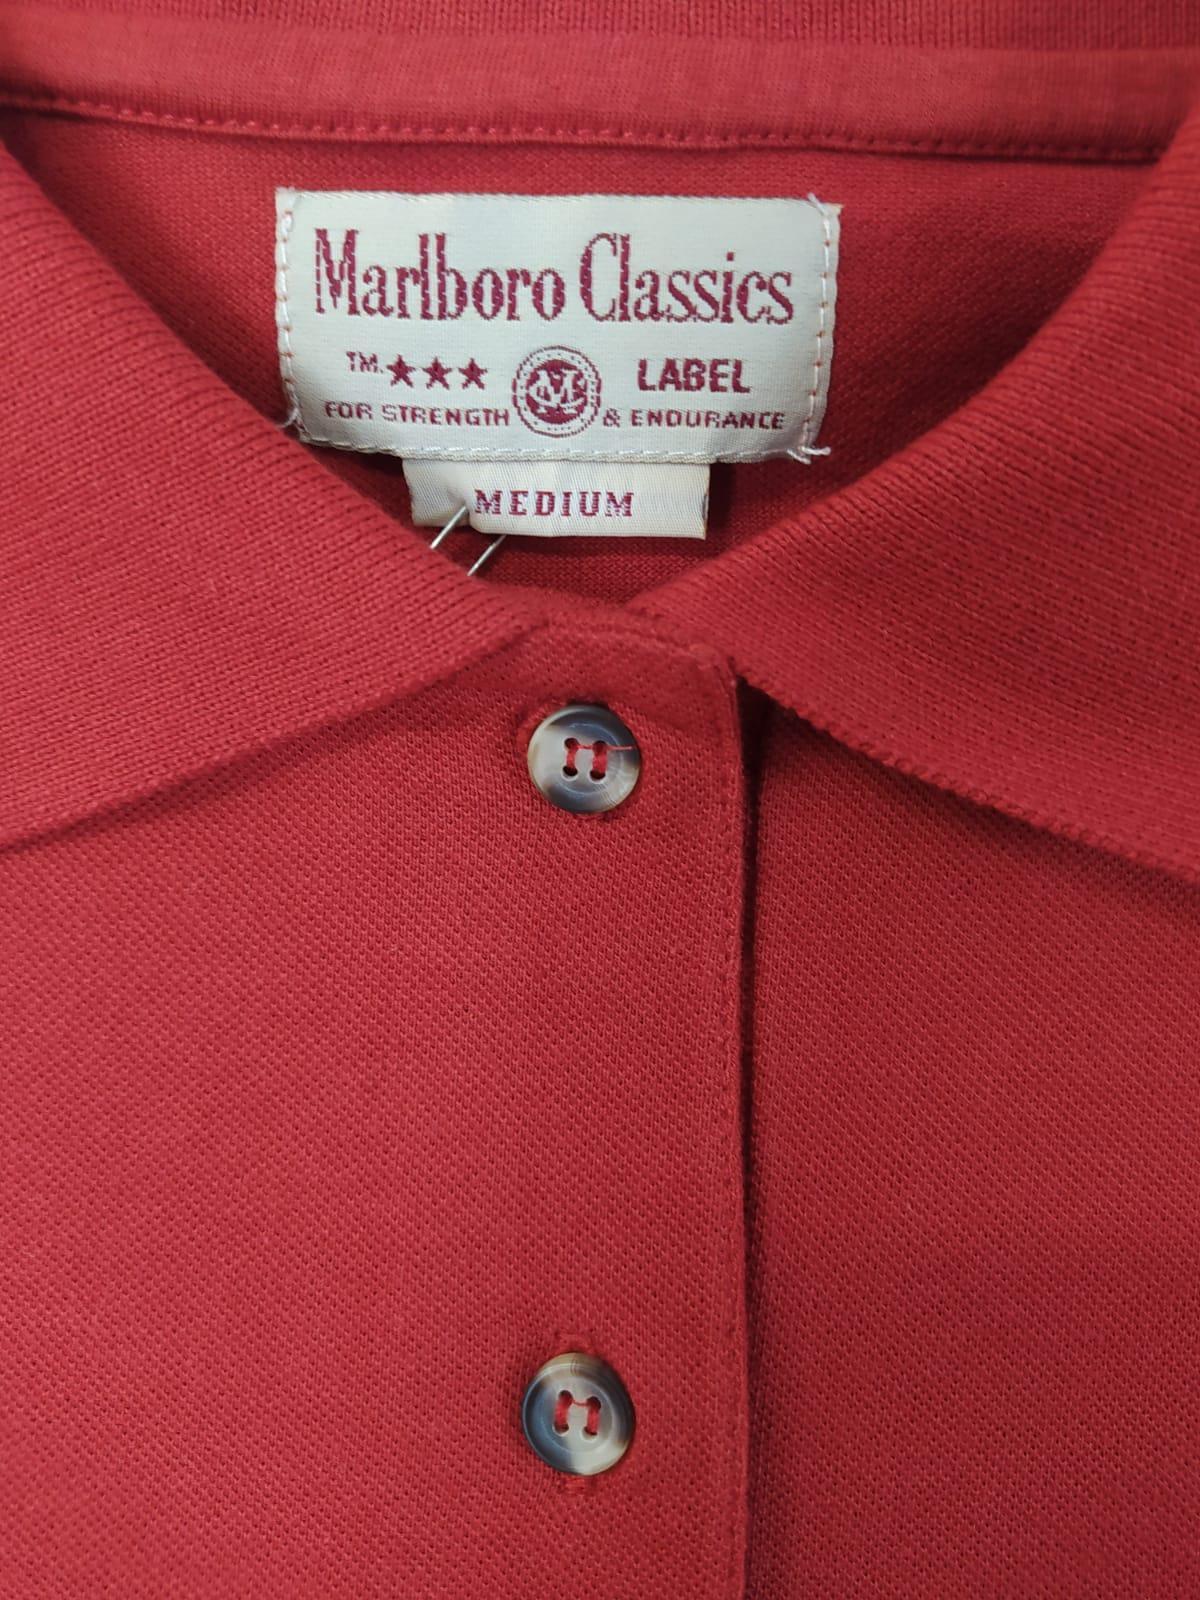 Marlboro Classics
TM. ★★★ LABEL
FOR STRENGTH & ENDURANCE
MEDIUM